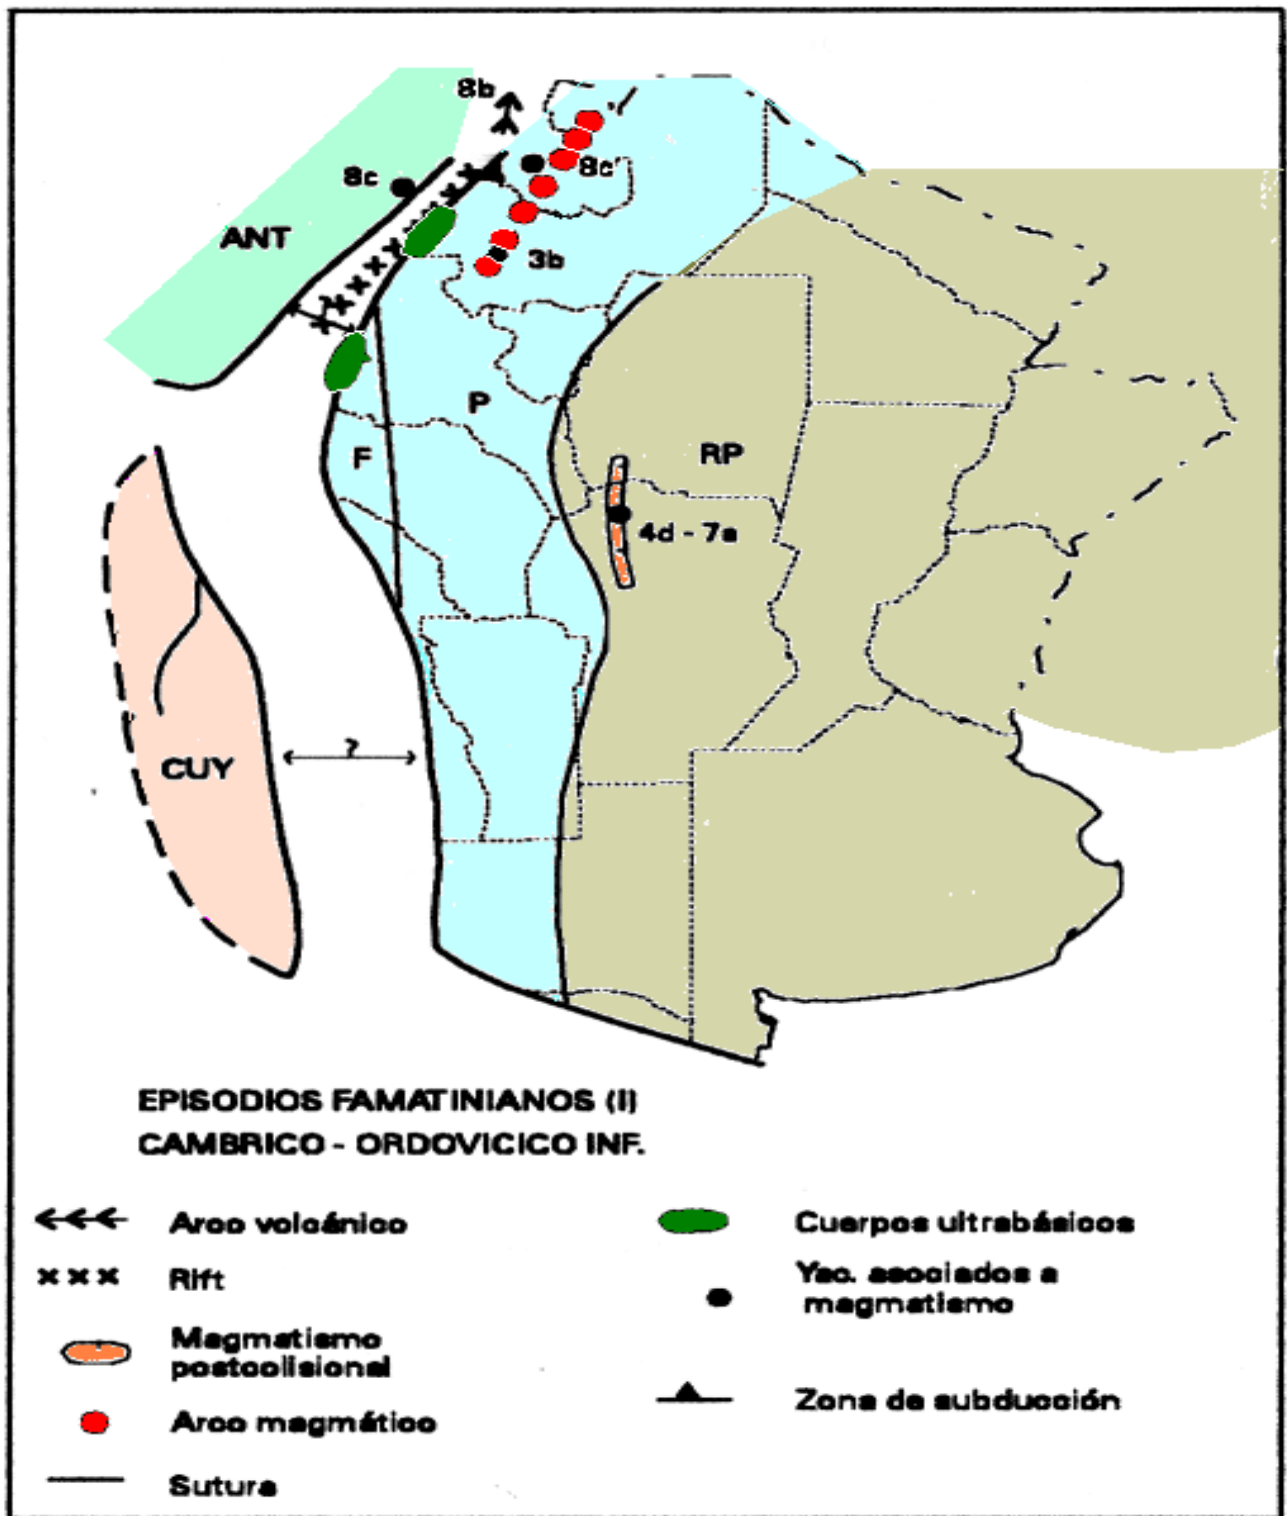 8b
8c
8c
ANT
3b
P
F
RP
4d - 7a
?
CUY
EPISODIOS FAMATINIANOS (I)
CAMBRICO - ORDOVICICO INF.
Arco volcánico
Rift
Magmatismo
postcolisional
Arco magmático
Sutura
Cuerpos ultrabásicos
Yac. asociados a
magmatismo
Zona de subducción